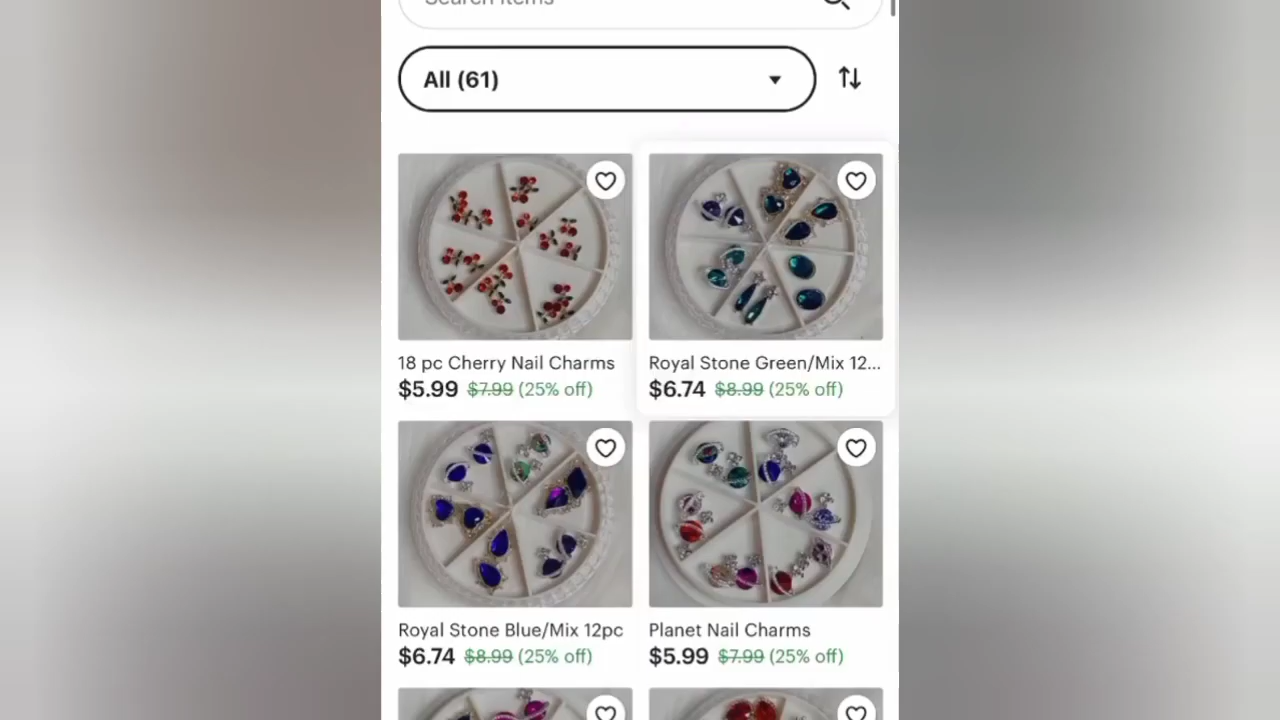 Search items
All (61)
18 pc Cherry Nail Charms
$5.99 $7.99 (25% off)
Royal Stone Green/Mix 12...
$6.74 $8.99 (25% off)
Royal Stone Blue/Mix 12pc
$6.74 $8.99 (25% off)
Planet Nail Charms
$5.99 $7.99 (25% off)